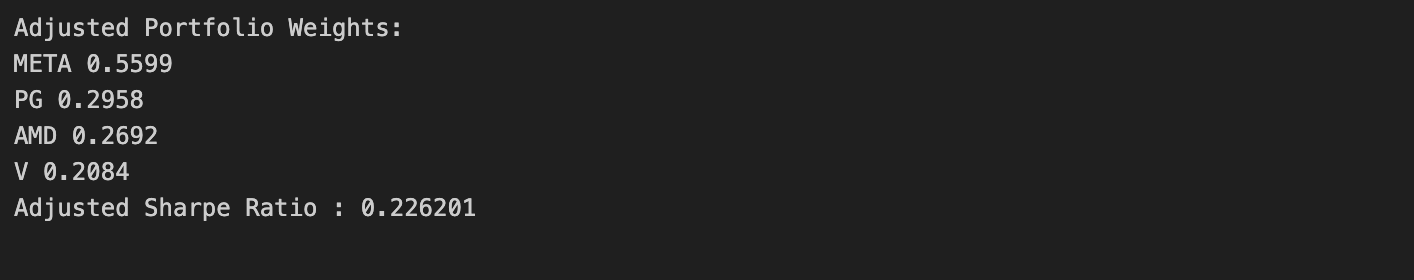 Adjusted Portfolio Weights:
META 0.5599
PG 0.2958
AMD 0.2692
V 0.2084
Adjusted Sharpe Ratio : 0.226201